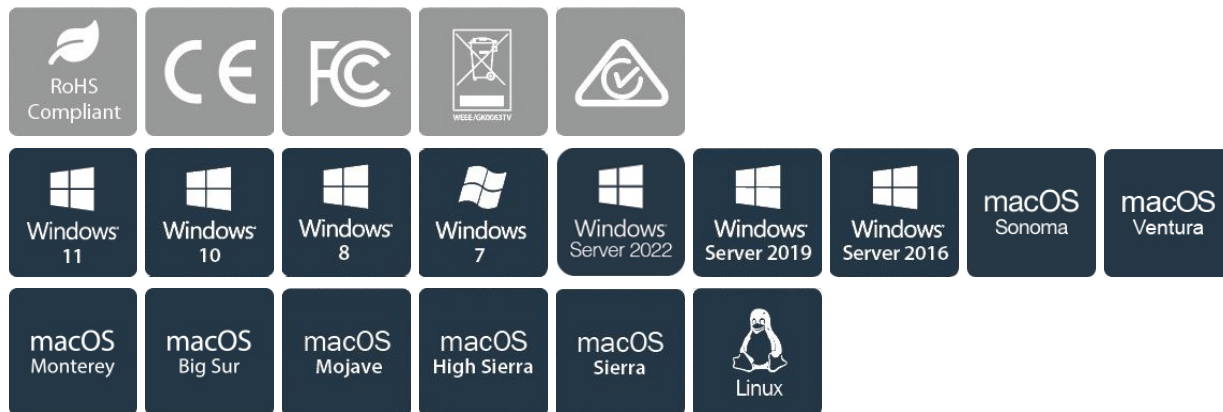 RoHS
Compliant
CE
FC
WEEE/GK0063TV
Windows
11
Windows
10
Windows
8
Windows
7
Windows
Server 2022
Windows
Server 2019
Windows
Server 2016
macOS
Sonoma
macOS
Ventura
macOS
Monterey
macOS
Big Sur
macOS
Mojave
macOS
High Sierra
macOS
Sierra
Linux